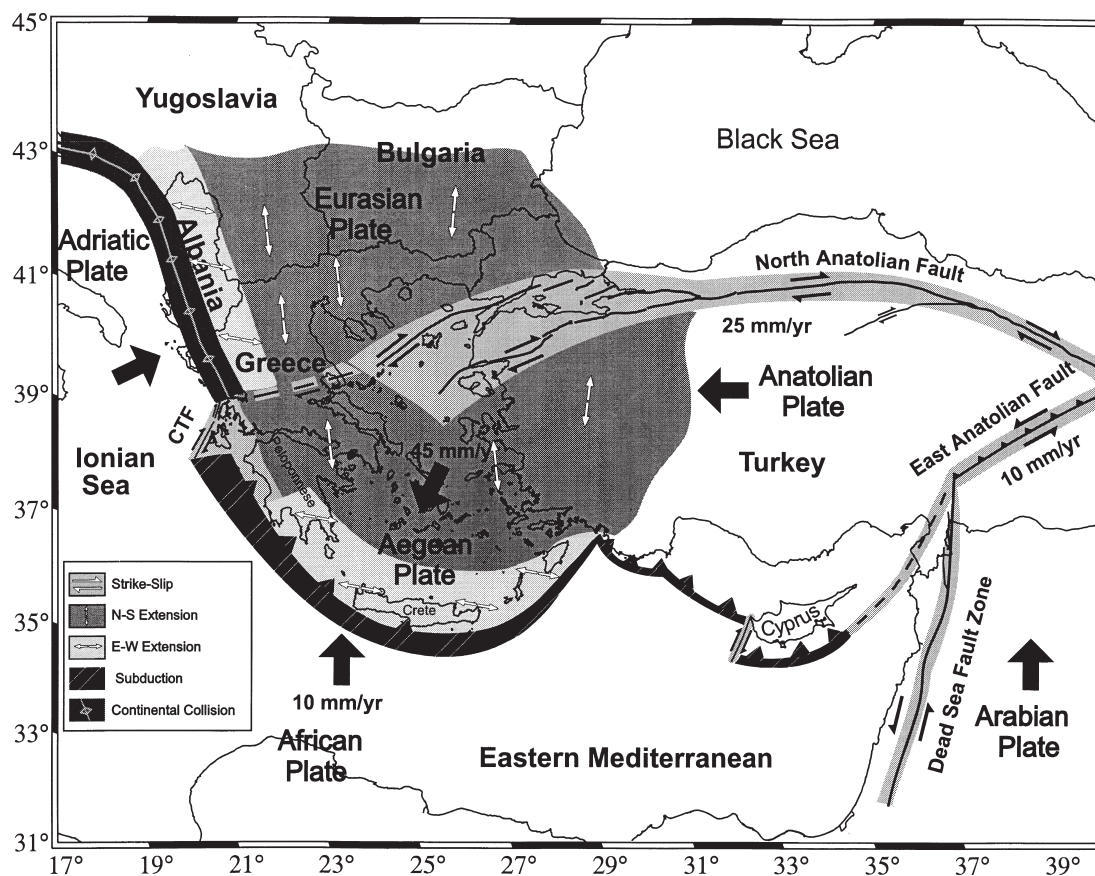 45°
43°
41°
39°
37°
35°
33°
31°
17°
19°
21°
23°
25°
27°
29°
31°
33°
35°
37°
39°
Yugoslavia
Bulgaria
Black Sea
Eurasian
Plate
Adriatic
Plate
Albania
North Anatolian Fault
25 mm/yr
Greece
Anatolian
Plate
East Anatolian Fault
10 mm/yr
CTF
Ionian
Sea
Turkey
45 mm/y
Aegean
Plate
Crete
Cyprus
Dead Sea Fault Zone
Arabian
Plate
10 mm/yr
African
Plate
Eastern Mediterranean
Strike-Slip
N-S Extension
E-W Extension
Subduction
Continental Collision